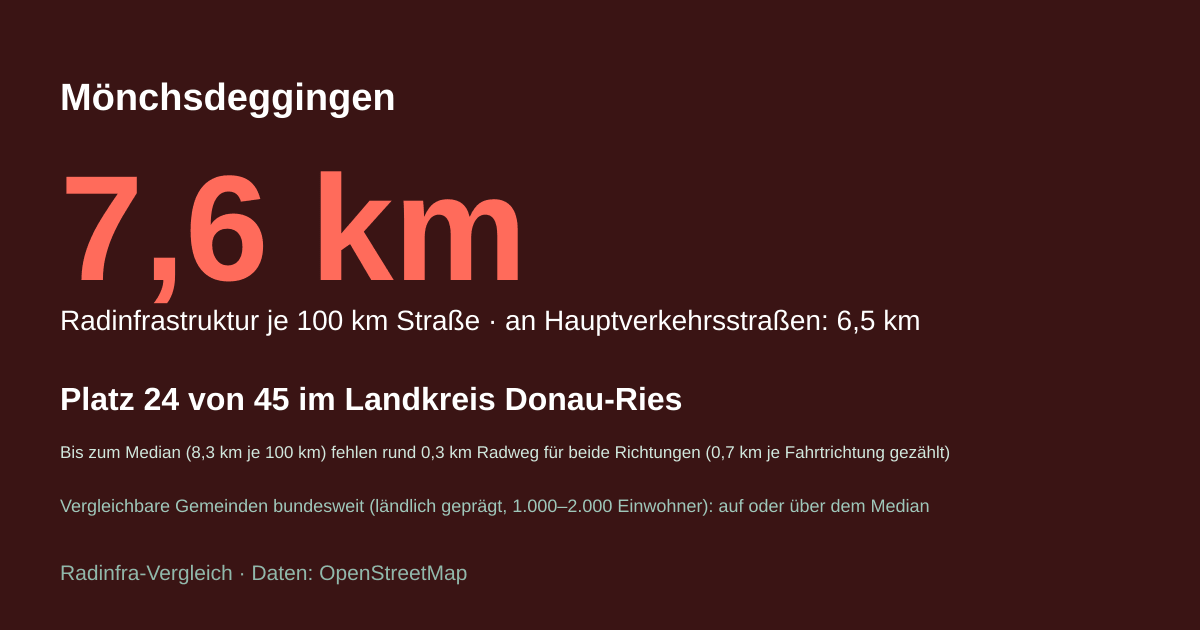 Mönchsdeggingen
7,6 km
Radinfrastruktur je 100 km Straße · an Hauptverkehrsstraßen: 6,5 km
Platz 24 von 45 im Landkreis Donau-Ries
Bis zum Median (8,3 km je 100 km) fehlen rund 0,3 km Radweg für beide Richtungen (0,7 km je Fahrtrichtung gezählt)
Vergleichbare Gemeinden bundesweit (ländlich geprägt, 1.000–2.000 Einwohner): auf oder über dem Median
Radinfra-Vergleich · Daten: OpenStreetMap